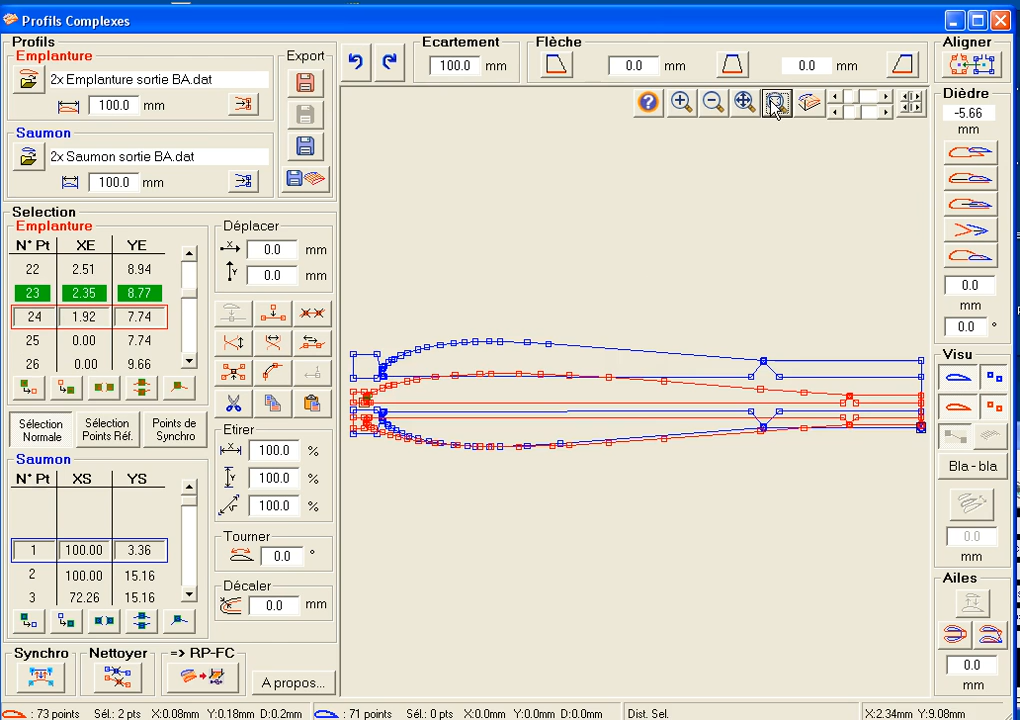 Profils Complexes
Profils
Emplanture
2x Emplanture sortie BA.dat
100.0 mm
Saumon
2x Saumon sortie BA.dat
100.0 mm
Export
Ecartement
100.0 mm
Flèche
0.0 mm
0.0 mm
Aligner
Dièdre
-5.66
mm
0.0
mm
0.0 °
Visu
Bla - bla
0.0
mm
Ailes
0.0
mm
Selection
Emplanture
N° Pt XE YE
22 2.51 8.94
23 2.35 8.77
24 1.92 7.74
25 0.00 7.74
26 0.00 9.66
Sélection
Normale
Sélection
Points Réf.
Points de
Synchro
Saumon
N° Pt XS YS
1 100.00 3.36
2 100.00 15.16
3 72.26 15.16
Déplacer
X 0.0 mm
Y 0.0 mm
Etirer
100.0 %
100.0 %
100.0 %
Tourner
0.0 °
Décaler
0.0 mm
Synchro
Nettoyer
=> RP-FC
A propos...
: 73 points Sél.: 2 pts X:0.08mm Y:0.18mm D:0.2mm
: 71 points Sél.: 0 pts X:0.0mm Y:0.0mm D:0.0mm
Dist. Sel.
X:2.34mm Y:9.08mm